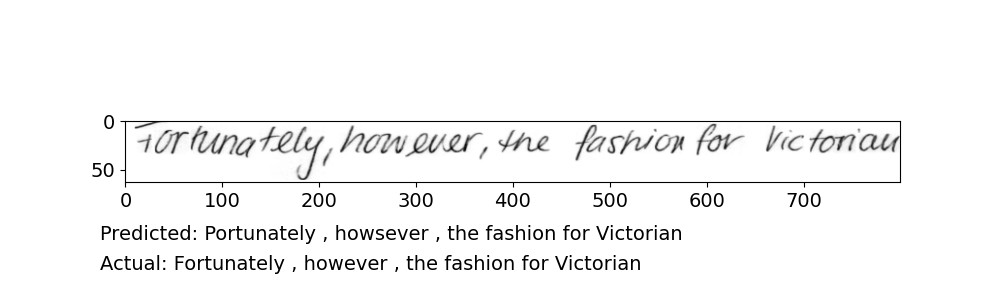 0
Fortunately, however, the fashion for Victorian
50
0 100 200 300 400 500 600 700
Predicted: Portunately , howsever , the fashion for Victorian
Actual: Fortunately , however , the fashion for Victorian